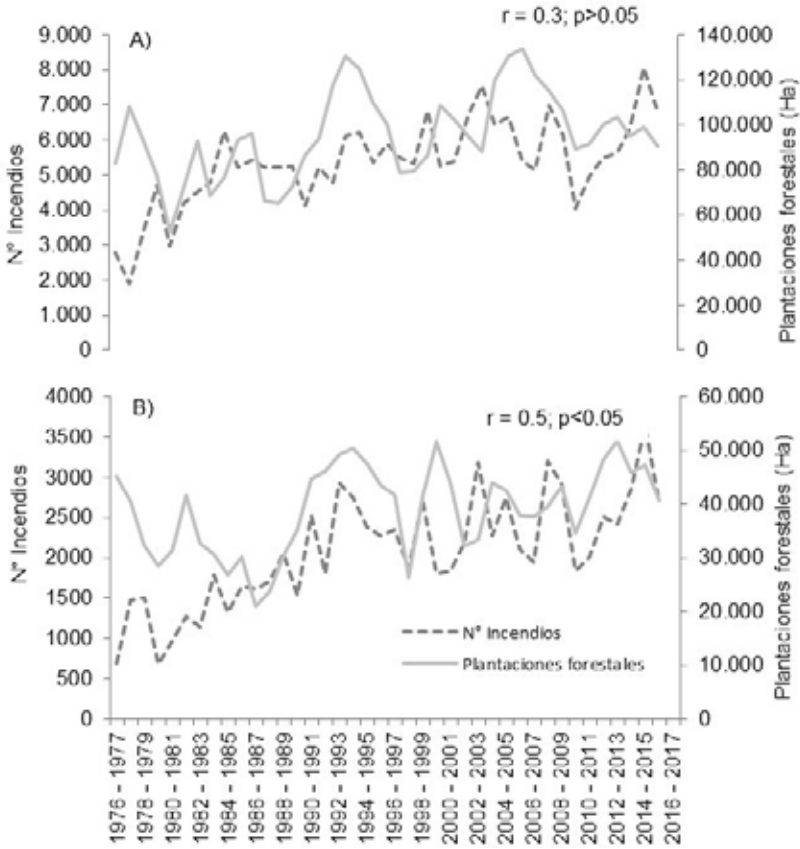 A)
r = 0.3; p>0.05
9.000
8.000
7.000
6.000
5.000
4.000
3.000
2.000
1.000
0
N° Incendios
140.000
120.000
100.000
80.000
60.000
40.000
20.000
0
Plantaciones forestales (Ha)
B)
r = 0.5; p<0.05
4000
3500
3000
2500
2000
1500
1000
500
0
N° Incendios
60.000
50.000
40.000
30.000
20.000
10.000
0
Plantaciones forestales (Ha)
N° Incendios
Plantaciones forestales
1976 - 1977
1978 - 1979
1980 - 1981
1982 - 1983
1984 - 1985
1986 - 1987
1988 - 1989
1990 - 1991
1992 - 1993
1994 - 1995
1996 - 1997
1998 - 1999
2000 - 2001
2002 - 2003
2004 - 2005
2006 - 2007
2008 - 2009
2010 - 2011
2012 - 2013
2014 - 2015
2016 - 2017